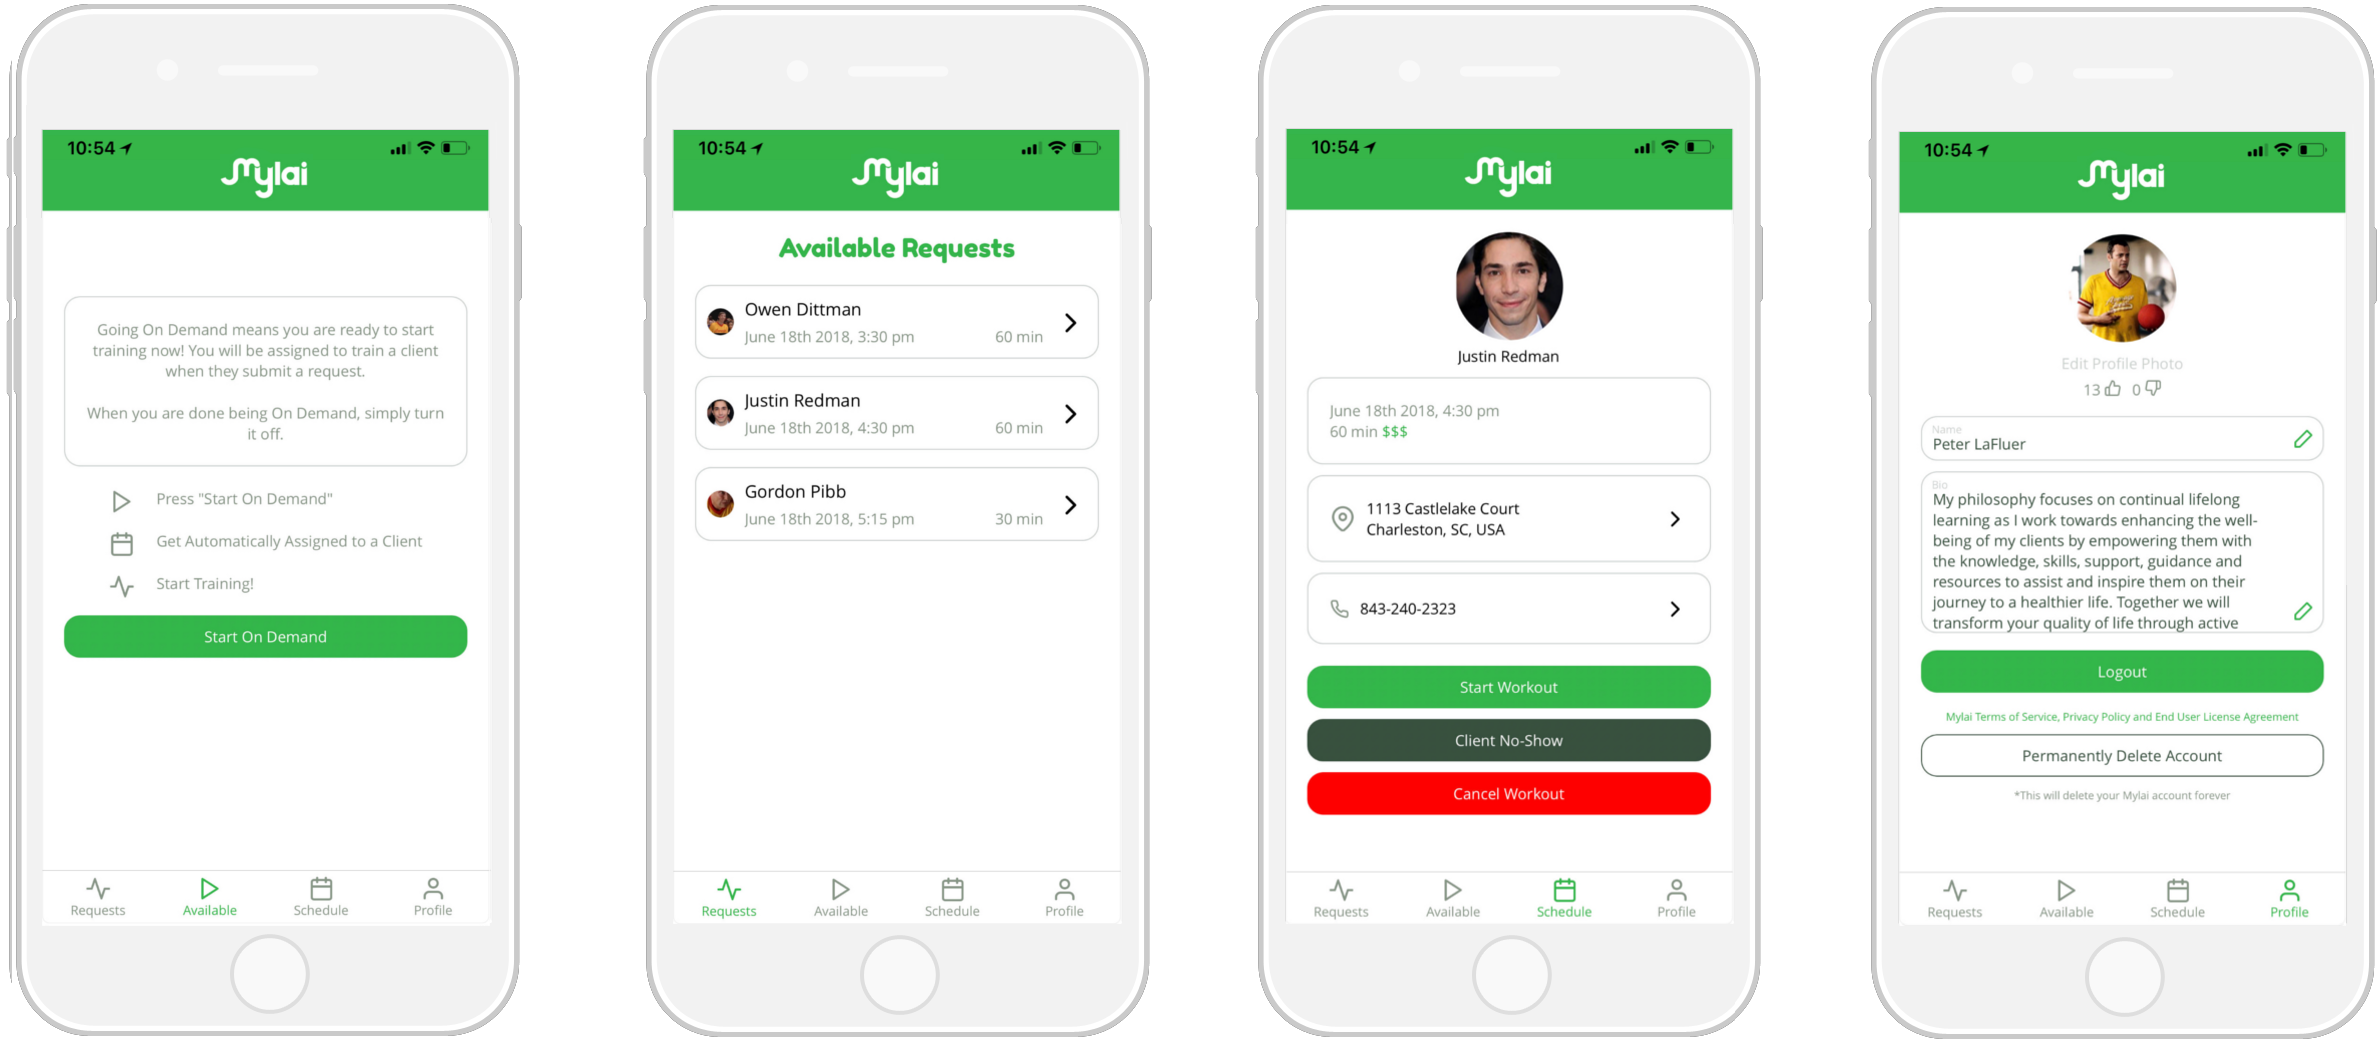 10:54
Mylai
Going On Demand means you are ready to start
training now! You will be assigned to train a client
when they submit a request.
When you are done being On Demand, simply turn
it off.
Press "Start On Demand"
Get Automatically Assigned to a Client
Start Training!
Start On Demand
Requests Available Schedule Profile
10:54
Mylai
Available Requests
Owen Dittman
June 18th 2018, 3:30 pm 60 min
Justin Redman
June 18th 2018, 4:30 pm 60 min
Gordon Pibb
June 18th 2018, 5:15 pm 30 min
Requests Available Schedule Profile
10:54
Mylai
Justin Redman
June 18th 2018, 4:30 pm
60 min $$$
1113 Castlelake Court
Charleston, SC, USA
843-240-2323
Start Workout
Client No-Show
Cancel Workout
Requests Available Schedule Profile
10:54
Mylai
Edit Profile Photo
13 0
Name
Peter LaFluer
Bio
My philosophy focuses on continual lifelong
learning as I work towards enhancing the well-
being of my clients by empowering them with
the knowledge, skills, support, guidance and
resources to assist and inspire them on their
journey to a healthier life. Together we will
transform your quality of life through active
Logout
Mylai Terms of Service, Privacy Policy and End User License Agreement
Permanently Delete Account
*This will delete your Mylai account forever
Requests Available Schedule Profile